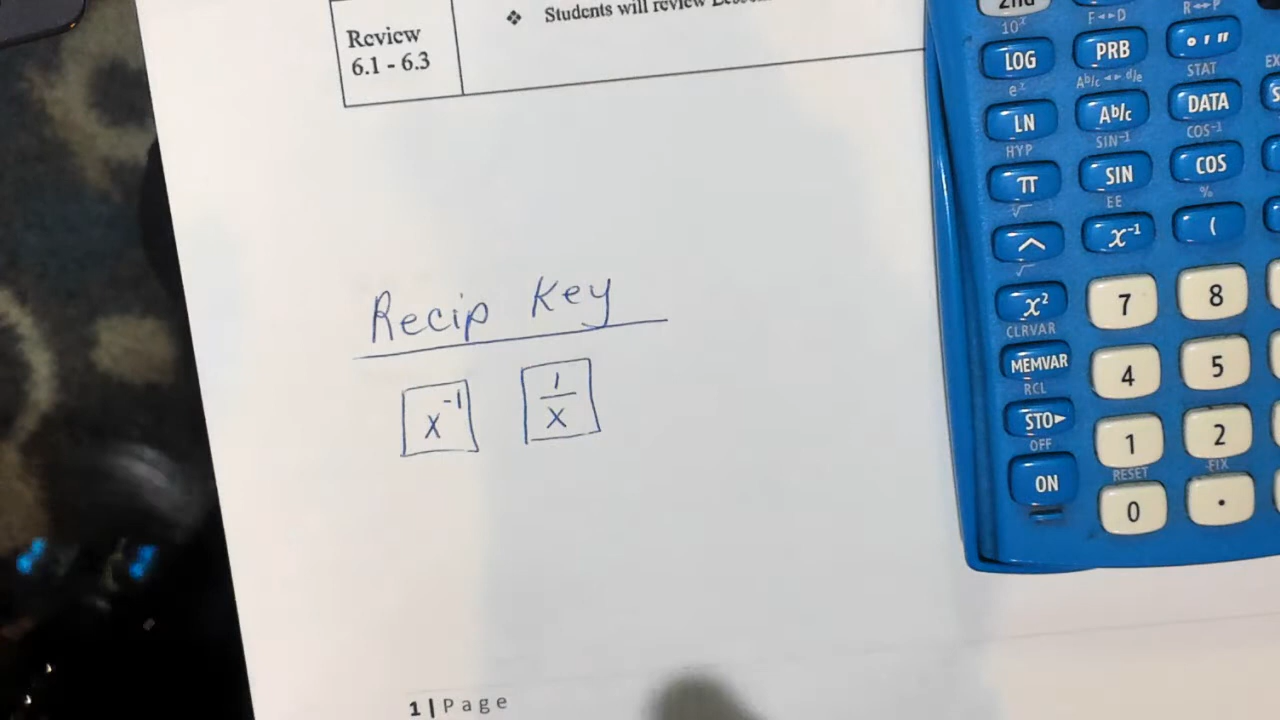 Review
6.1 - 6.3
❖ Students will review
Recip Key
x⁻¹ 1/x
1 | Page
10ˣ F◄►D R◄►P
LOG PRB ° ′ ″
eˣ Ab/c ◄► d/e STAT
LN Ab/c DATA
HYP SIN⁻¹ COS⁻¹
π SIN COS
√ EE %
^ x⁻¹ (
√
x² 7 8
CLRVAR
MEMVAR 4 5
RCL
STO► 1 2
OFF RESET FIX
ON 0 .